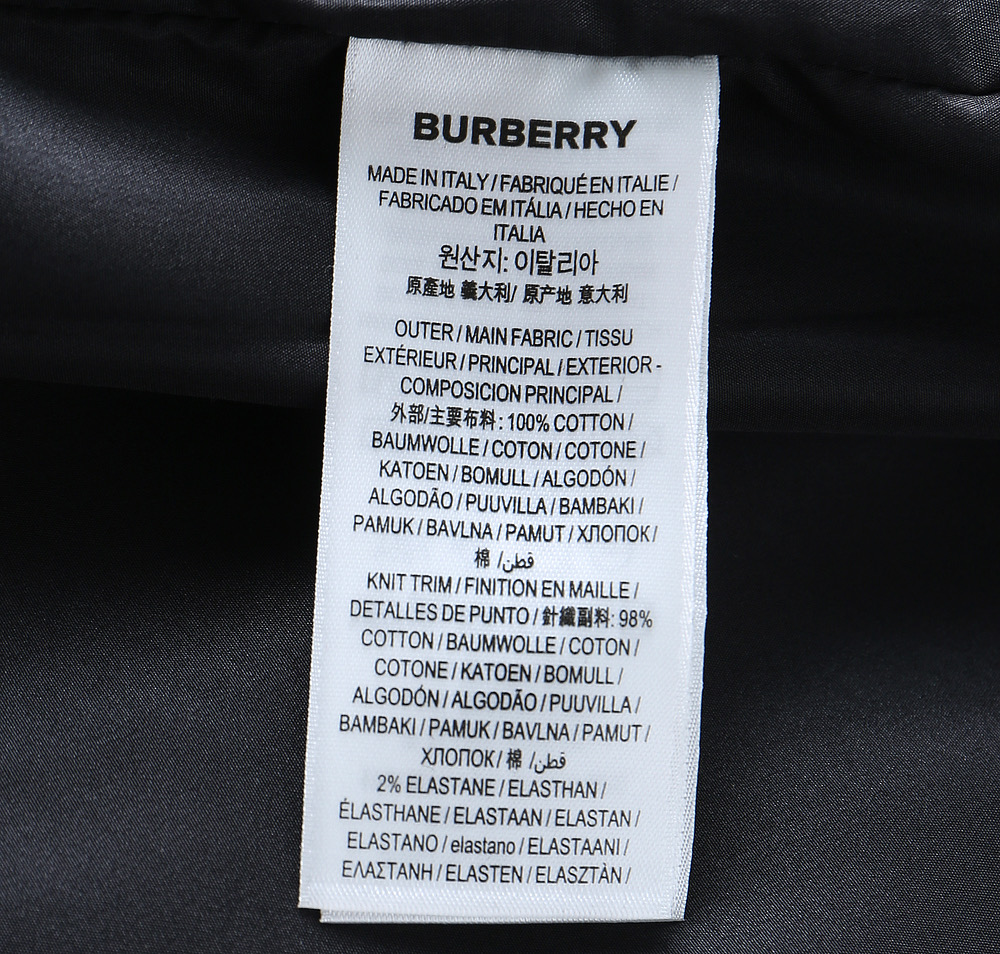 BURBERRY
MADE IN ITALY / FABRIQUÉ EN ITALIE /
FABRICADO EM ITÁLIA / HECHO EN
ITALIA
원산지: 이탈리아
原產地 義大利/ 原产地 意大利
OUTER / MAIN FABRIC / TISSU
EXTÉRIEUR / PRINCIPAL / EXTERIOR -
COMPOSICION PRINCIPAL /
外部/主要布料: 100% COTTON /
BAUMWOLLE / COTON / COTONE /
KATOEN / BOMULL / ALGODÓN /
ALGODÃO / PUUVILLA / BAMBAKI /
PAMUK / BAVLNA / PAMUT / ХЛОПОК /
棉 /قطن
KNIT TRIM / FINITION EN MAILLE /
DETALLES DE PUNTO / 針織副料: 98%
COTTON / BAUMWOLLE / COTON /
COTONE / KATOEN / BOMULL /
ALGODÓN / ALGODÃO / PUUVILLA /
BAMBAKI / PAMUK / BAVLNA / PAMUT /
ХЛОПОК / 棉 /قطن
2% ELASTANE / ELASTHAN /
ÉLASTHANE / ELASTAAN / ELASTAN /
ELASTANO / elastano / ELASTAANI /
ΕΛΑΣΤΑΝΗ / ELASTEN / ELASZTÀN /